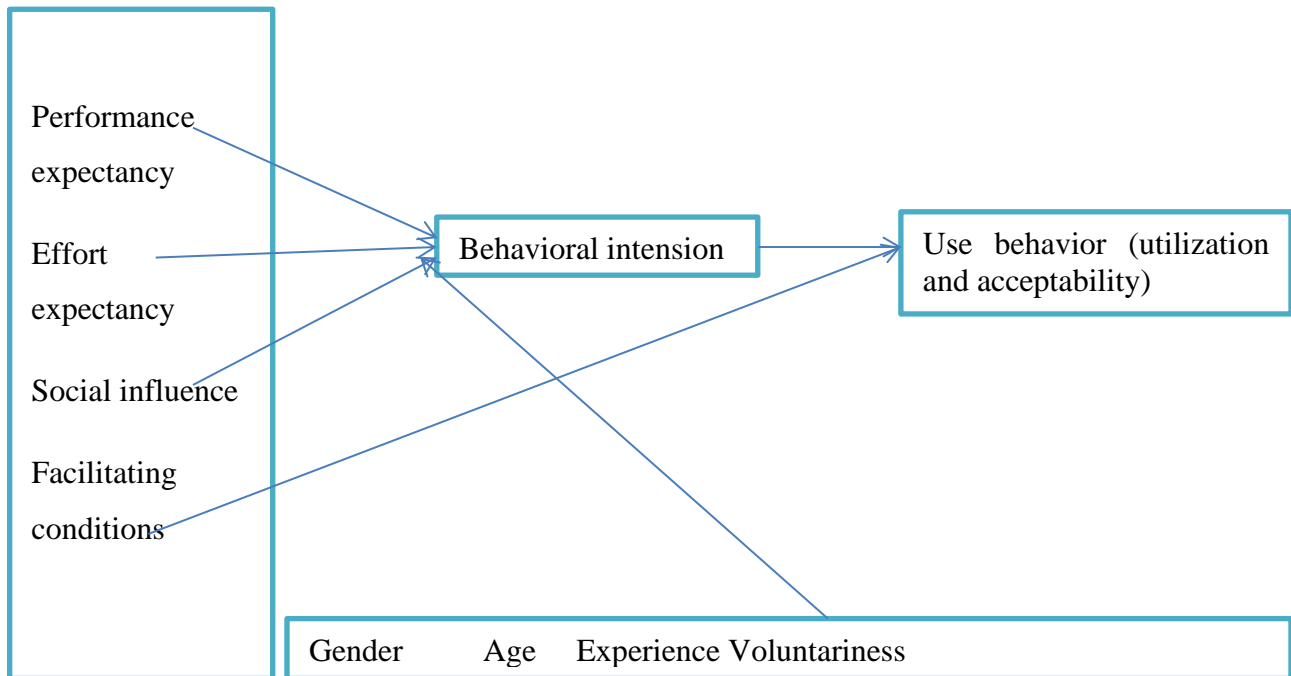 Performance
expectancy
Effort
expectancy
Social influence
Facilitating
conditions
Behavioral intension
Use behavior (utilization
and acceptability)
Gender Age Experience Voluntariness